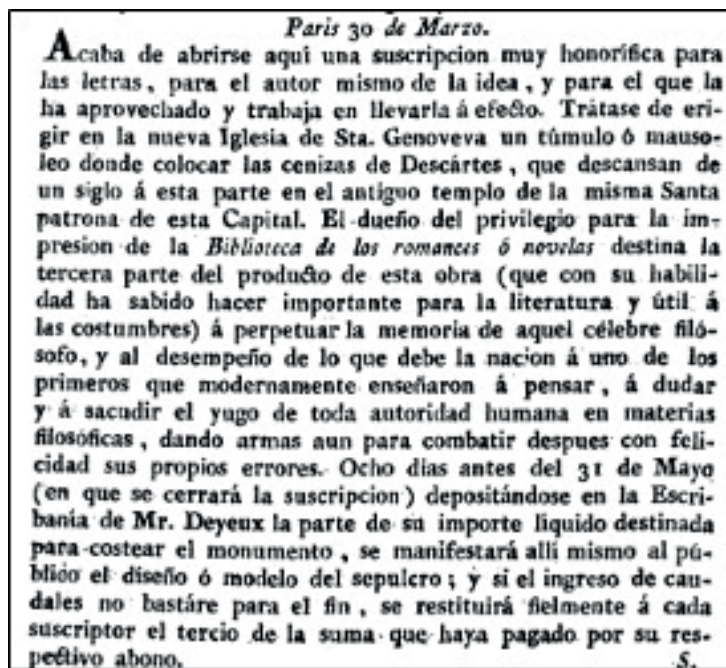 Paris 30 de Marzo.
Acaba de abrirse aquí una suscripcion muy honorífica para
las letras, para el autor mismo de la idea, y para el que la
ha aprovechado y trabaja en llevarla á efecto. Trátase de eri-
gir en la nueva Iglesia de Sta. Genoveva un túmulo ó mauso-
leo donde colocar las cenizas de Descártes, que descansan de
un siglo á esta parte en el antiguo templo de la misma Santa
patrona de esta Capital. El dueño del privilegio para la im-
presion de la Biblioteca de los romances ó novelas destina la
tercera parte del producto de esta obra (que con su habili-
dad ha sabido hacer importante para la literatura y útil á
las costumbres) á perpetuar la memoria de aquel célebre filó-
sofo, y al desempeño de lo que debe la nacion á uno de los
primeros que modernamente enseñaron á pensar, á dudar
y á sacudir el yugo de toda autoridad humana en materias
filosóficas, dando armas aun para combatir despues con feli-
cidad sus propios errores. Ocho dias antes del 31 de Mayo
(en que se cerrará la suscripcion) depositándose en la Escri-
banía de Mr. Deyeux la parte de su importe líquido destinada
para costear el monumento, se manifestará alli mismo al pú-
blico el diseño ó modelo del sepulcro; y si el ingreso de cau-
dales no bastáre para el fin, se restituirá fielmente á cada
suscriptor el tercio de la suma que haya pagado por su res-
pectivo abono. S.